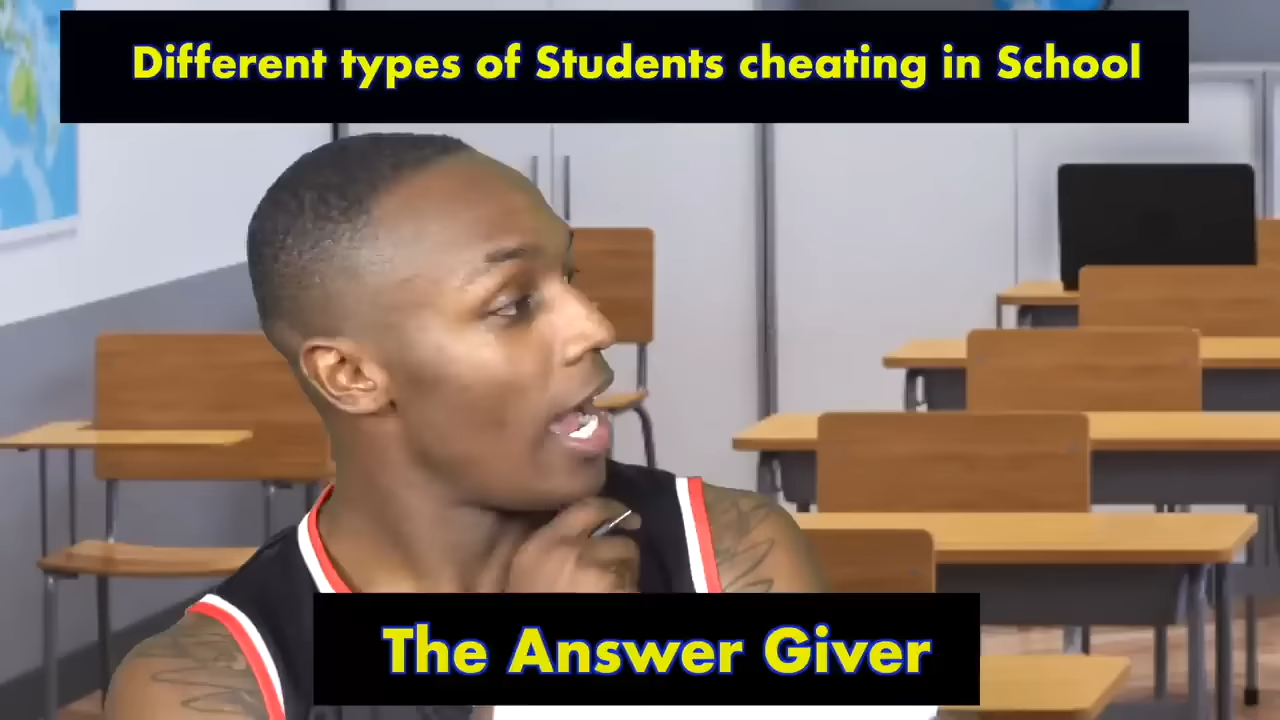 Different types of Students cheating in School
The Answer Giver